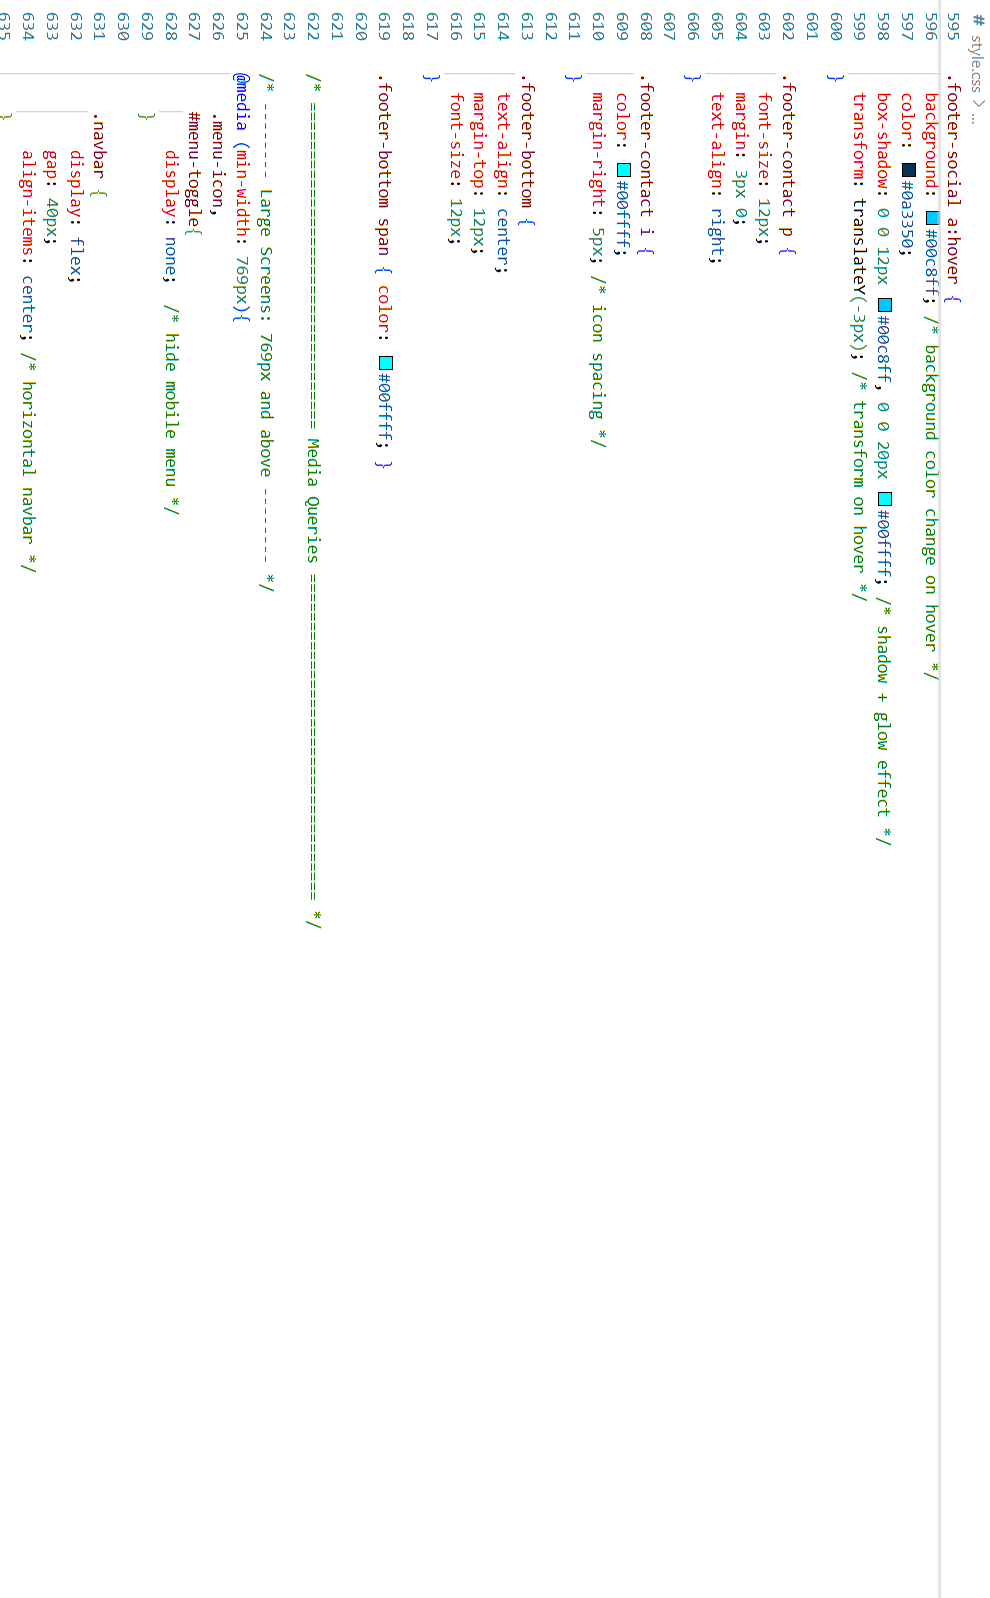 # style.css > ...
595 .footer-social a:hover {
596   background: #00c8ff; /* background color change on hover */
597   color: #0a3350;
598   box-shadow: 0 0 12px #00c8ff, 0 0 20px #00ffff; /* shadow + glow effect */
599   transform: translateY(-3px); /* transform on hover */
600 }
601
602 .footer-contact p {
603   font-size: 12px;
604   margin: 3px 0;
605   text-align: right;
606 }
607
608 .footer-contact i {
609   color: #00ffff;
610   margin-right: 5px; /* icon spacing */
611 }
612
613 .footer-bottom {
614   text-align: center;
615   margin-top: 12px;
616   font-size: 12px;
617 }
618
619 .footer-bottom span { color: #00ffff; }
620
621
622 /* ================================= Media Queries ================================== */
623
624 /* ------- Large Screens: 769px and above -------- */
625 @media (min-width: 769px){
626     .menu-icon,
627     #menu-toggle{
628         display: none;  /* hide mobile menu */
629     }
630
631     .navbar {
632         display: flex;
633         gap: 40px;
634         align-items: center; /* horizontal navbar */
635     }